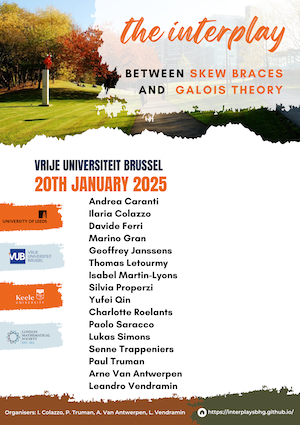 the interplay
BETWEEN SKEW BRACES
AND GALOIS THEORY
VRIJE UNIVERSITEIT BRUSSEL
20TH JANUARY 2025
Andrea Caranti
Ilaria Colazzo
Davide Ferri
Marino Gran
Geoffrey Janssens
Thomas Letourmy
Isabel Martin-Lyons
Silvia Properzi
Yufei Qin
Charlotte Roelants
Paolo Saracco
Lukas Simons
Senne Trappeniers
Paul Truman
Arne Van Antwerpen
Leandro Vendramin
UNIVERSITY OF LEEDS
VUB
VRIJE
UNIVERSITEIT
BRUSSEL
Keele
UNIVERSITY
LONDON
MATHEMATICAL
SOCIETY
Organisers: I. Colazzo, P. Truman, A. Van Antwerpen, L. Vendramin
https://interplaysbhg.github.io/